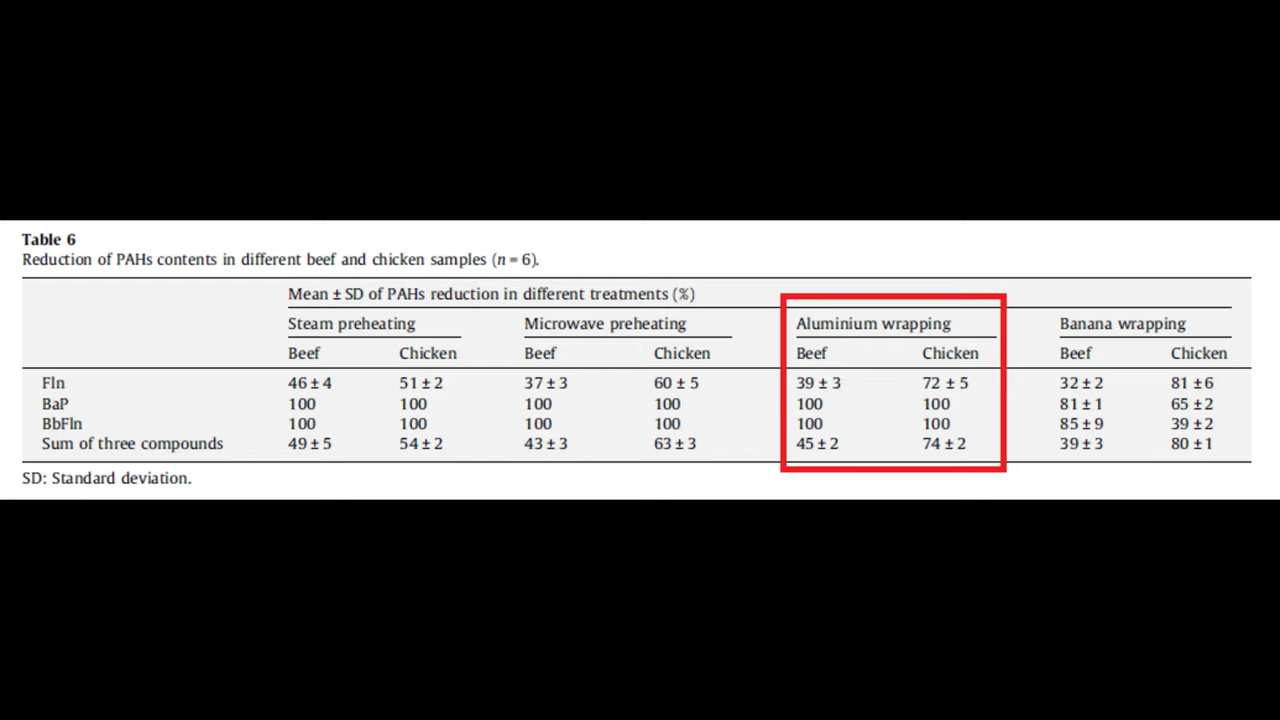 Table 6
Reduction of PAHs contents in different beef and chicken samples (n = 6).
Mean ± SD of PAHs reduction in different treatments (%)
Steam preheating Microwave preheating Aluminium wrapping Banana wrapping
Beef Chicken Beef Chicken Beef Chicken Beef Chicken
Fln 46 ± 4 51 ± 2 37 ± 3 60 ± 5 39 ± 3 72 ± 5 32 ± 2 81 ± 6
BaP 100 100 100 100 100 100 81 ± 1 65 ± 2
BbFln 100 100 100 100 100 100 85 ± 9 39 ± 2
Sum of three compounds 49 ± 5 54 ± 2 43 ± 3 63 ± 3 45 ± 2 74 ± 2 39 ± 3 80 ± 1
SD: Standard deviation.